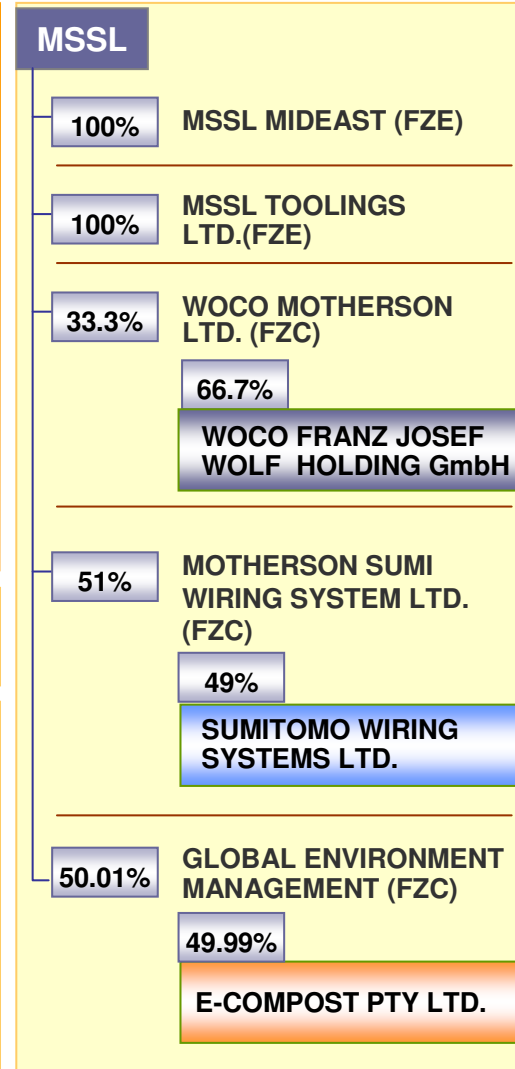 MSSL
100%
MSSL MIDEAST (FZE)
100%
MSSL TOOLINGS
LTD.(FZE)
33.3%
WOCO MOTHERSON
LTD. (FZC)
66.7%
WOCO FRANZ JOSEF
WOLF HOLDING GmbH
51%
MOTHERSON SUMI
WIRING SYSTEM LTD.
(FZC)
49%
SUMITOMO WIRING
SYSTEMS LTD.
50.01%
GLOBAL ENVIRONMENT
MANAGEMENT (FZC)
49.99%
E-COMPOST PTY LTD.